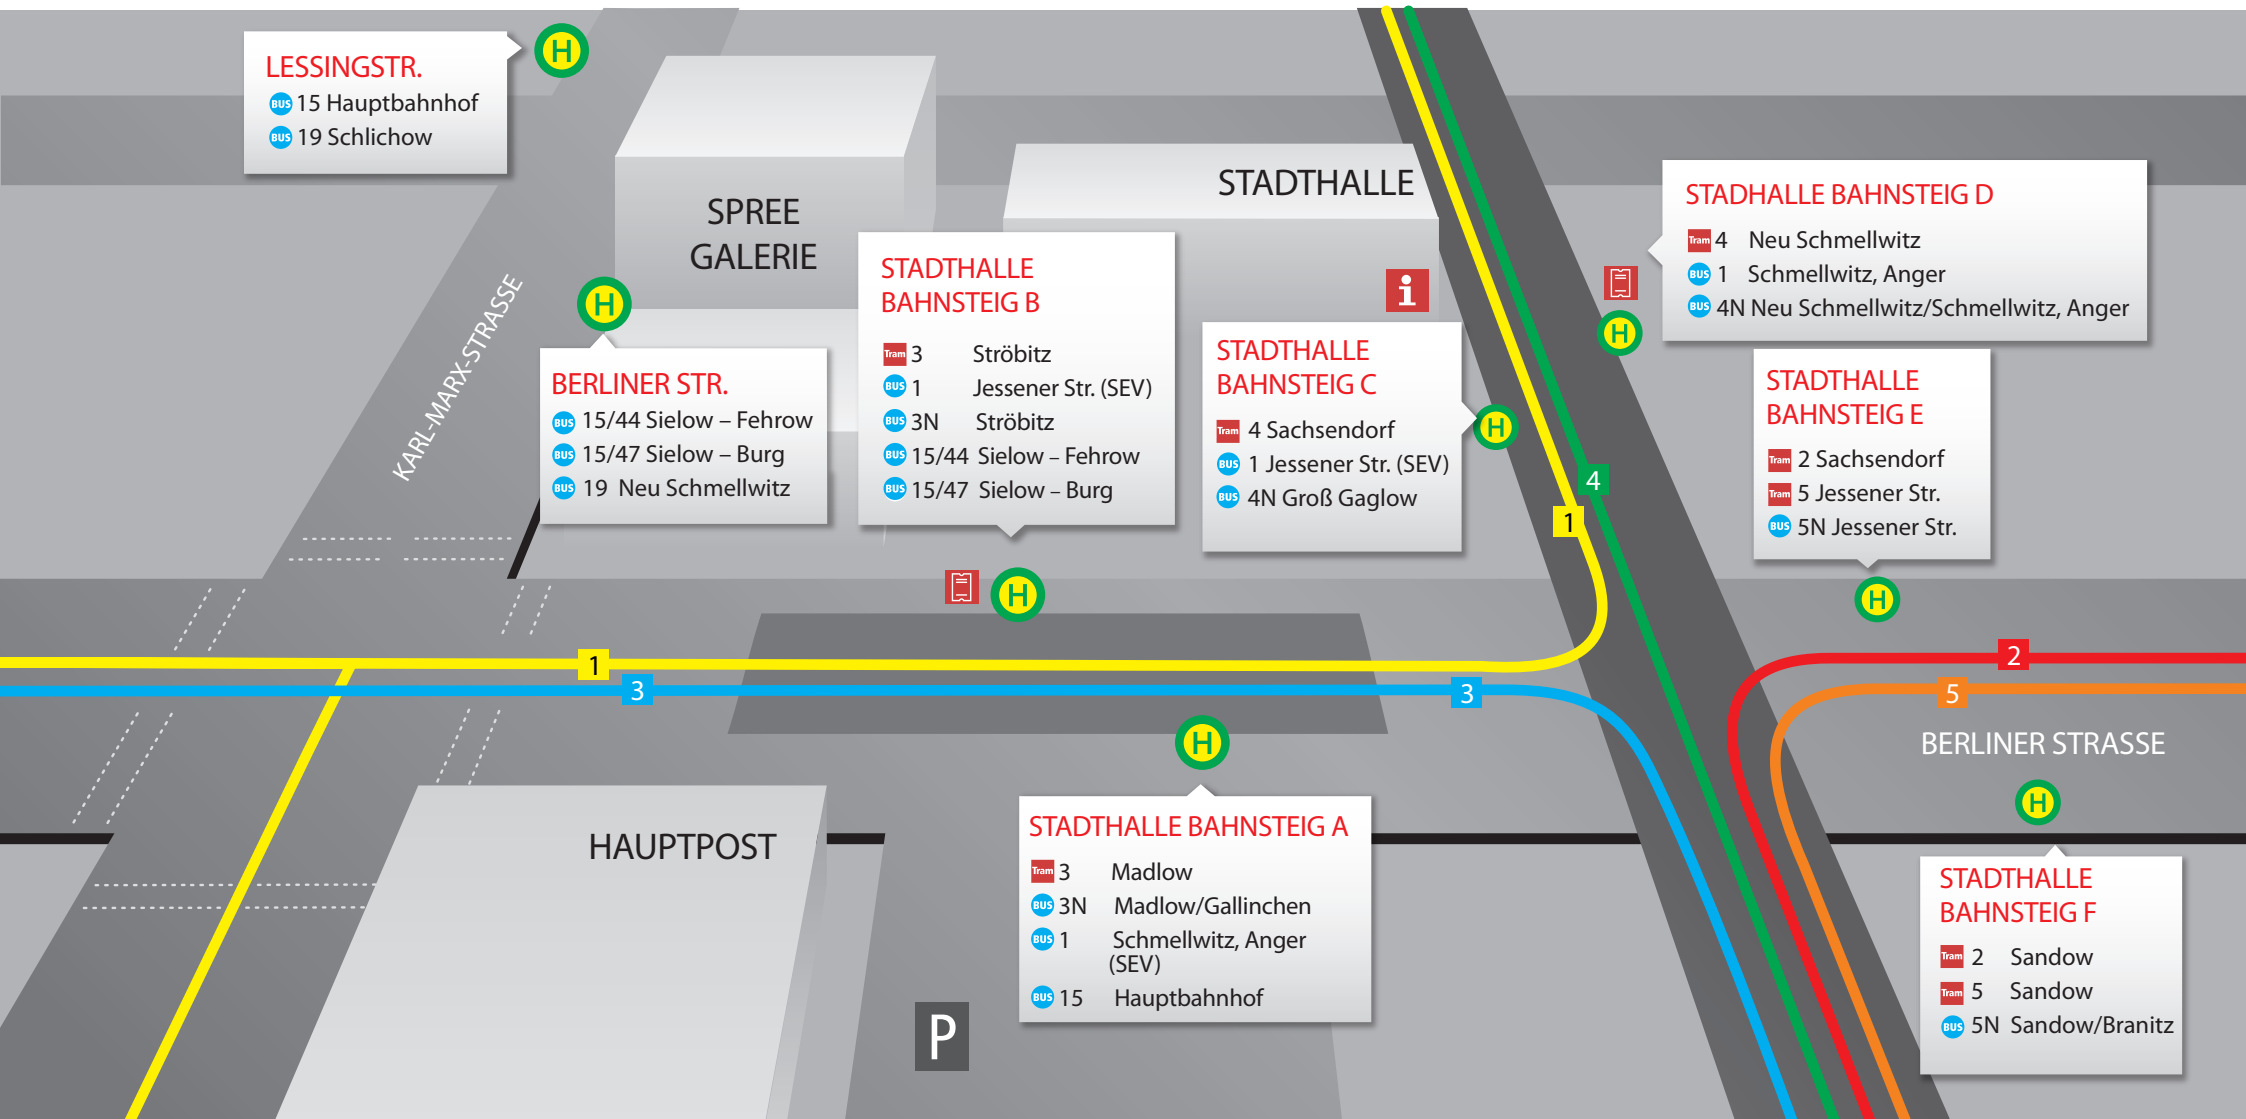 LESSINGSTR.
BUS 15 Hauptbahnhof
BUS 19 Schlichow
H
SPREE
GALERIE
STADTHALLE
KARL-MARX-STRASSE
H
BERLINER STR.
BUS 15/44 Sielow – Fehrow
BUS 15/47 Sielow – Burg
BUS 19 Neu Schmellwitz
STADTHALLE
BAHNSTEIG B
Tram 3 Ströbitz
BUS 1 Jessener Str. (SEV)
BUS 3N Ströbitz
BUS 15/44 Sielow – Fehrow
BUS 15/47 Sielow – Burg
H
i
STADTHALLE
BAHNSTEIG C
Tram 4 Sachsendorf
BUS 1 Jessener Str. (SEV)
BUS 4N Groß Gaglow
H
STADHALLE BAHNSTEIG D
Tram 4 Neu Schmellwitz
BUS 1 Schmellwitz, Anger
BUS 4N Neu Schmellwitz/Schmellwitz, Anger
H
STADTHALLE
BAHNSTEIG E
Tram 2 Sachsendorf
Tram 5 Jessener Str.
BUS 5N Jessener Str.
H
4
1
1
3
3
2
5
BERLINER STRASSE
H
HAUPTPOST
H
STADTHALLE BAHNSTEIG A
Tram 3 Madlow
BUS 3N Madlow/Gallinchen
BUS 1 Schmellwitz, Anger
(SEV)
BUS 15 Hauptbahnhof
P
STADTHALLE
BAHNSTEIG F
Tram 2 Sandow
Tram 5 Sandow
BUS 5N Sandow/Branitz